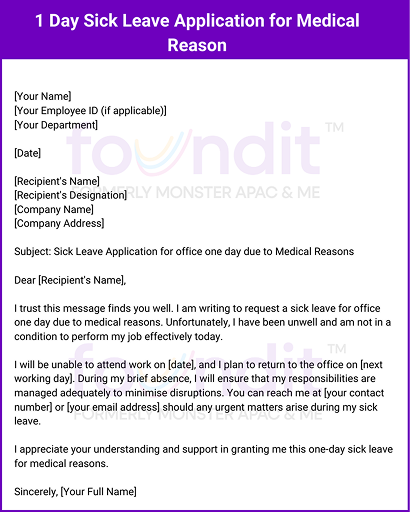 1 Day Sick Leave Application for Medical
Reason
[Your Name]
[Your Employee ID (if applicable)]
[Your Department]
foundit TM
[Date]
[Recipient's Name]
[Recipient's Designation]
FORMERLY MONSTER APAC & ME
[Company Name]
[Company Address]
Subject: Sick Leave Application for office one day due to Medical Reasons
Dear [Recipient's Name],
I trust this message finds you well. I am writing to request a sick leave for office
one day due to medical reasons. Unfortunately, I have been unwell and am not in a
condition to perform my job effectively today.
foundit TM
I will be unable to attend work on [date], and I plan to return to the office on [next
working day]. During my brief absence, I will ensure that my responsibilities are
managed adequately to minimise disruptions. You can reach me at [your contact
number] or [your email address] should any urgent matters arise during my sick
leave.
FORMERLY MONSTER APAC & ME
I appreciate your understanding and support in granting me this one-day sick leave
for medical reasons.
Sincerely, [Your Full Name]